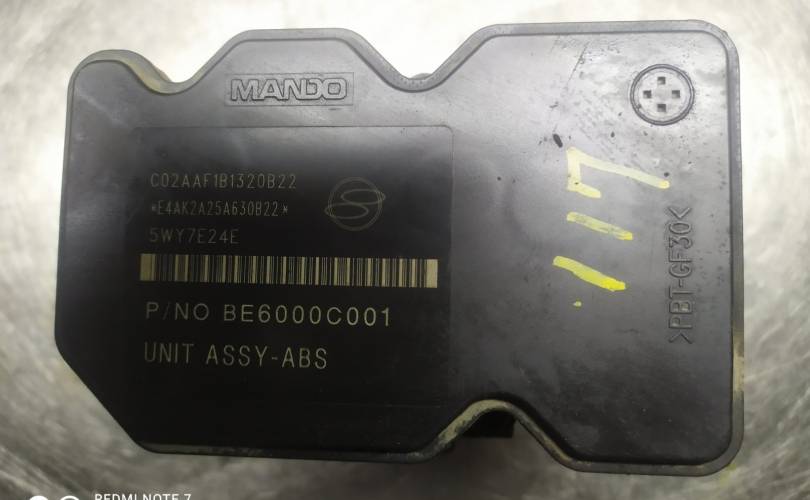 MANDO
C02AAF1B1320B22
*E4AK2A25A630B22*
5WY7E24E
P/NO BE6000C001
UNIT ASSY-ABS
117
>PBT-GF30<
REDMI NOTE 7